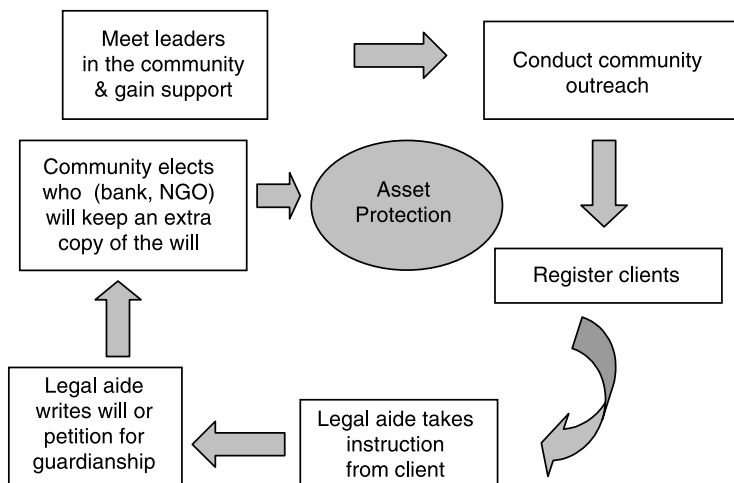 Meet leaders
in the community
& gain support
Conduct community
outreach
Register clients
Legal aide takes
instruction
from client
Legal aide
writes will or
petition for
guardianship
Community elects
who (bank, NGO)
will keep an extra
copy of the will
Asset
Protection